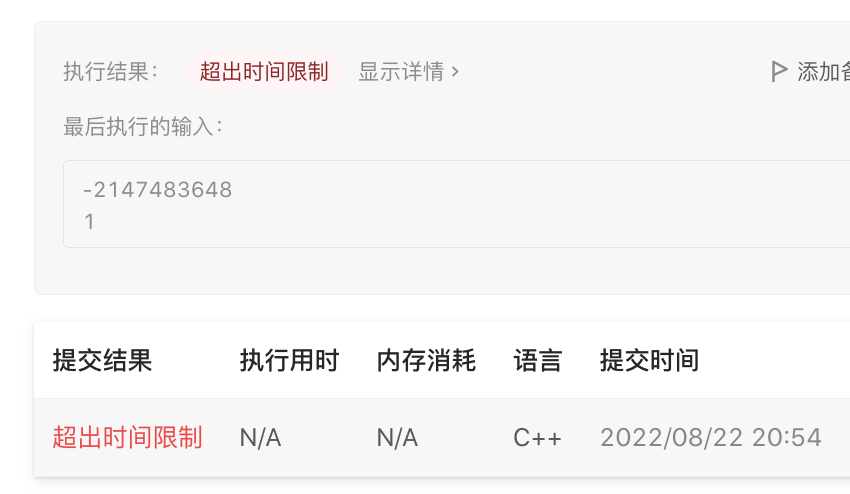 执行结果： 超出时间限制 显示详情 › 添加
最后执行的输入：
-2147483648
1
提交结果 执行用时 内存消耗 语言 提交时间
超出时间限制 N/A N/A C++ 2022/08/22 20:54